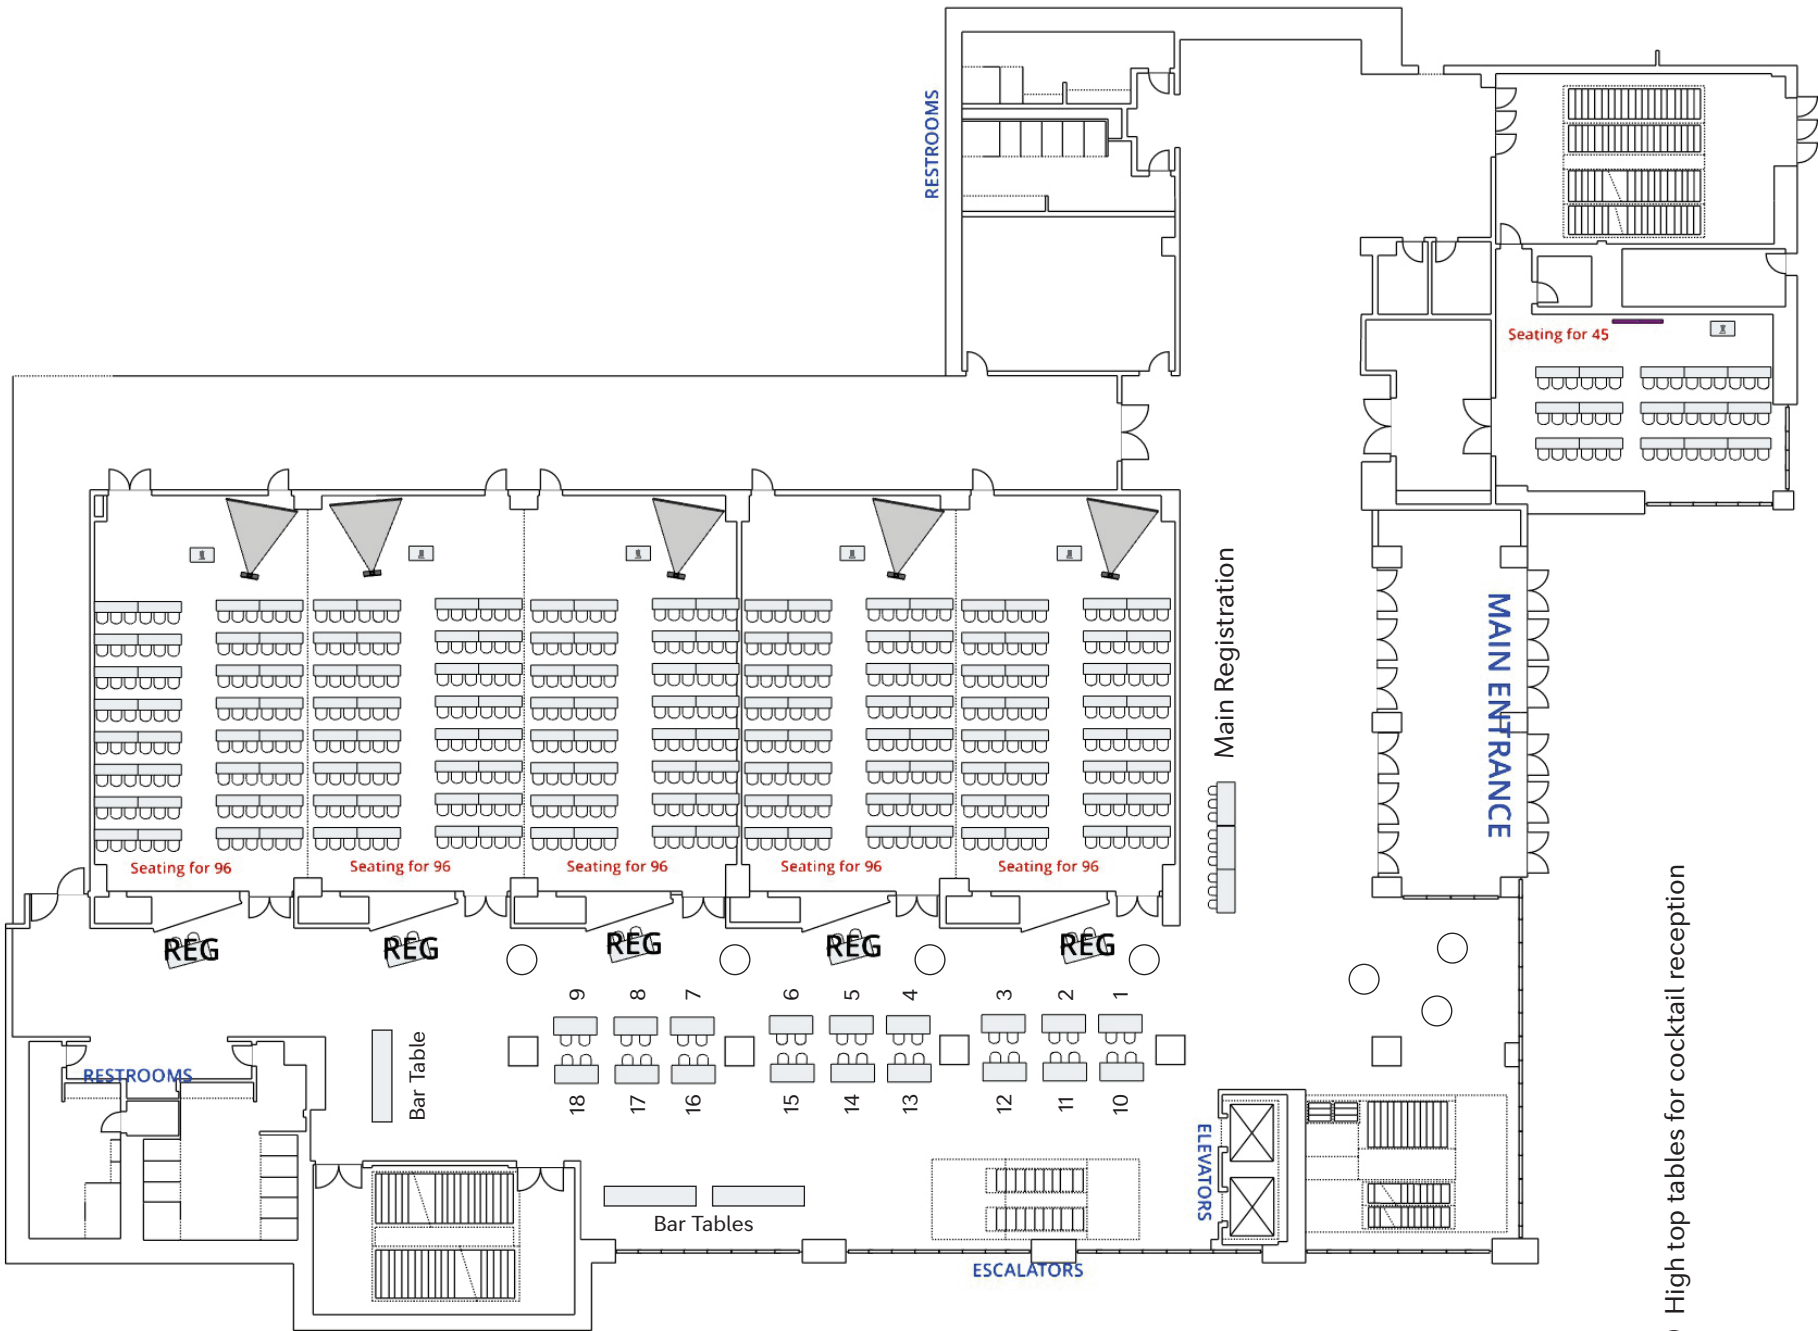 RESTROOMS
Seating for 45
Main Registration
MAIN ENTRANCE
Seating for 96
Seating for 96
Seating for 96
Seating for 96
Seating for 96
REG
REG
REG
REG
REG
9
8
7
6
5
4
3
2
1
Bar Table
RESTROOMS
18
17
16
15
14
13
12
11
10
ELEVATORS
Bar Tables
ESCALATORS
High top tables for cocktail reception